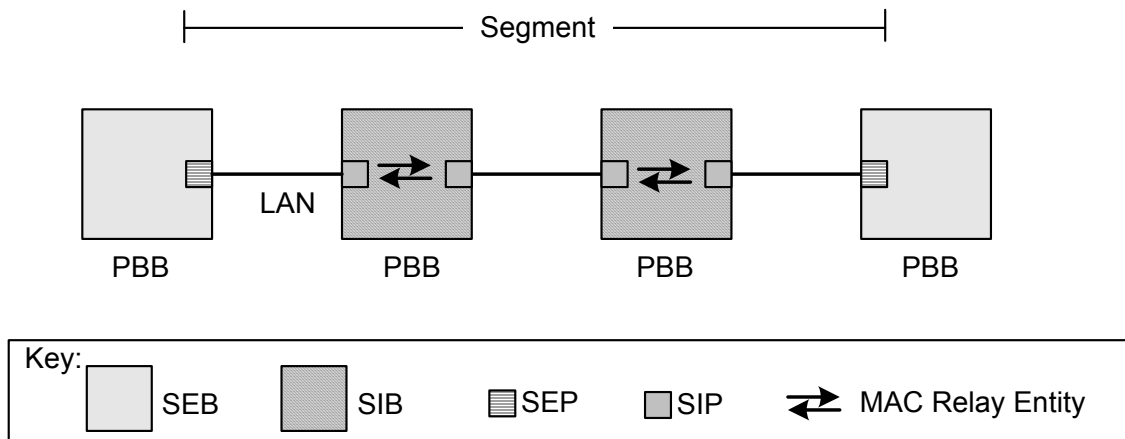 Segment
LAN
PBB PBB PBB PBB
Key:
SEB SIB SEP SIP MAC Relay Entity